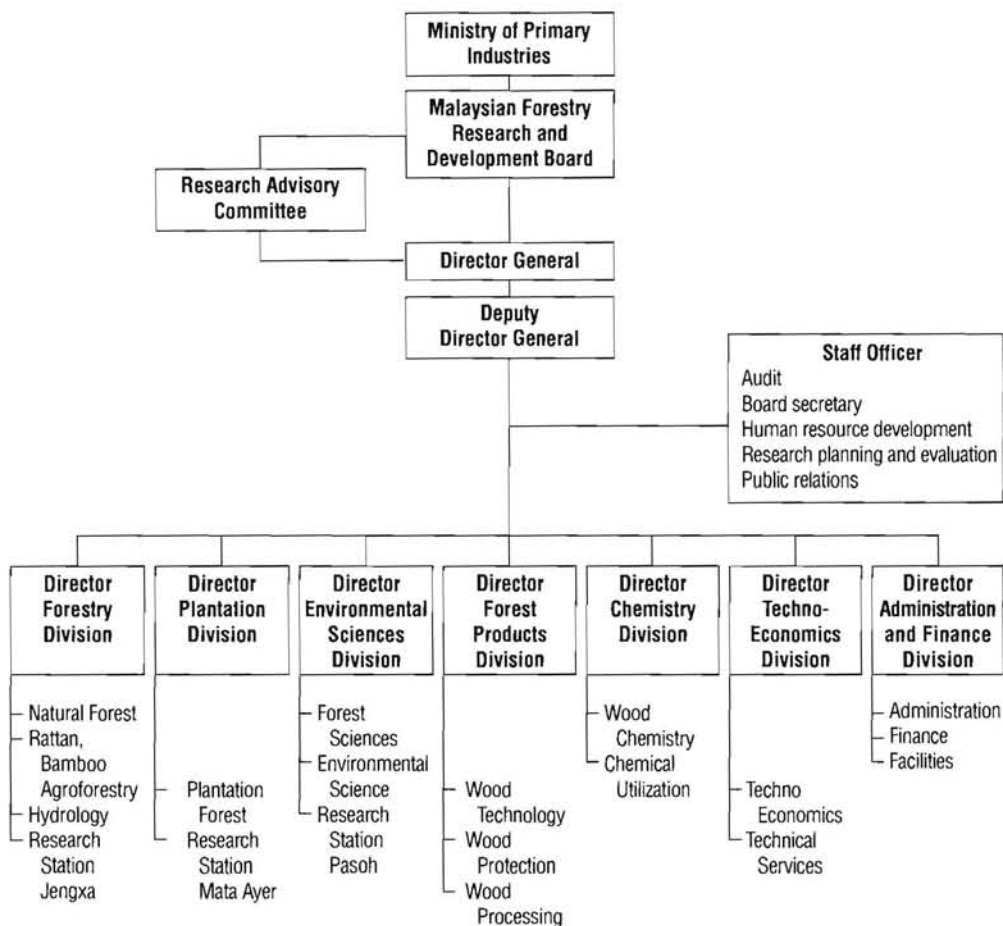 Ministry of Primary
Industries
Malaysian Forestry
Research and
Development Board
Research Advisory
Committee
Director General
Deputy
Director General
Staff Officer
Audit
Board secretary
Human resource development
Research planning and evaluation
Public relations
Director
Forestry
Division
Natural Forest
Rattan,
Bamboo
Agroforestry
Hydrology
Research
Station
Jengxa
Director
Plantation
Division
Plantation
Forest
Research
Station
Mata Ayer
Director
Environmental
Sciences
Division
Forest
Sciences
Environmental
Science
Research
Station
Pasoh
Director
Forest
Products
Division
Wood
Technology
Wood
Protection
Wood
Processing
Director
Chemistry
Division
Wood
Chemistry
Chemical
Utilization
Director
Techno-
Economics
Division
Techno
Economics
Technical
Services
Director
Administration
and Finance
Division
Administration
Finance
Facilities